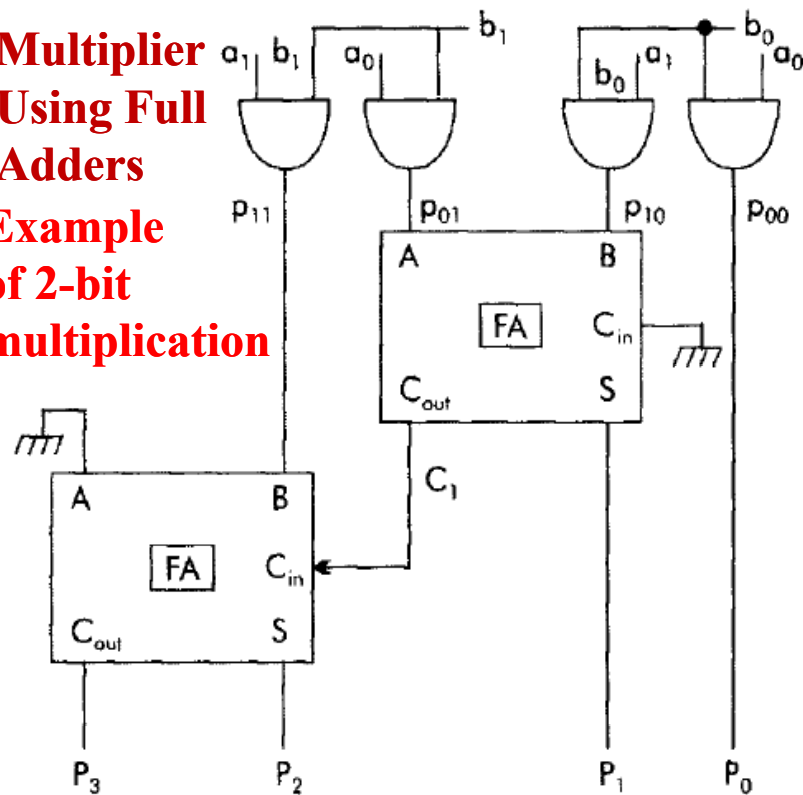 Multiplier
Using Full
Adders
Example
of 2-bit
multiplication
a₁ b₁ a₀ b₁
b₀ a₁ b₀ a₀
p₁₁ p₀₁ p₁₀ p₀₀
A B
FA Cᵢₙ
Cₒᵤₜ S
C₁
A B
FA Cᵢₙ
Cₒᵤₜ S
P₃ P₂ P₁ P₀